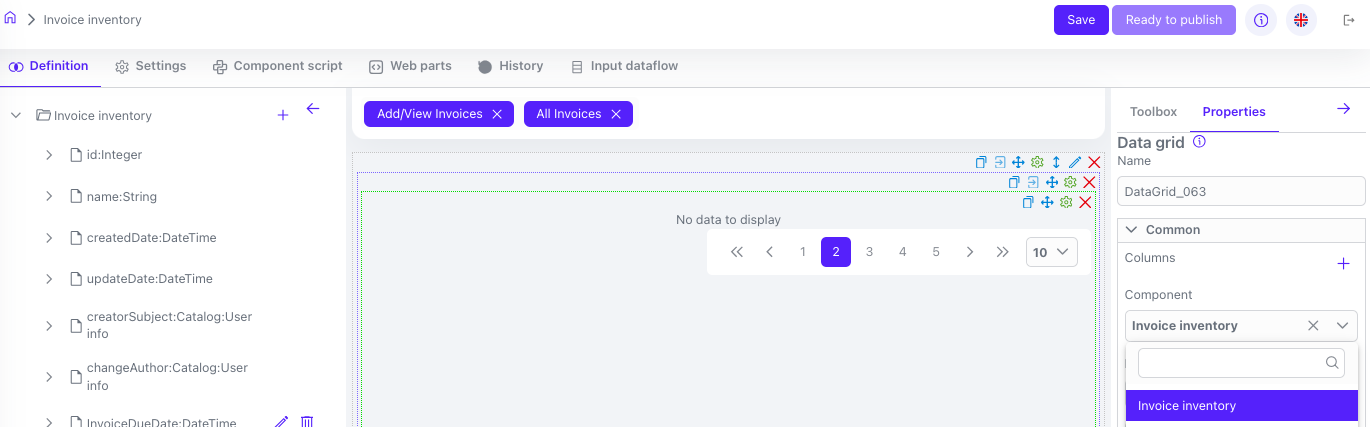 Invoice inventory
Save
Ready to publish
Definition
Settings
Component script
Web parts
History
Input dataflow
Invoice inventory
id:Integer
name:String
createdDate:DateTime
updateDate:DateTime
creatorSubject:Catalog:User
info
changeAuthor:Catalog:User
info
InvoiceDueDate:DateTime
Add/View Invoices
All Invoices
No data to display
1
2
3
4
5
10
Toolbox
Properties
Data grid
Name
DataGrid_063
Common
Columns
Component
Invoice inventory
Invoice inventory